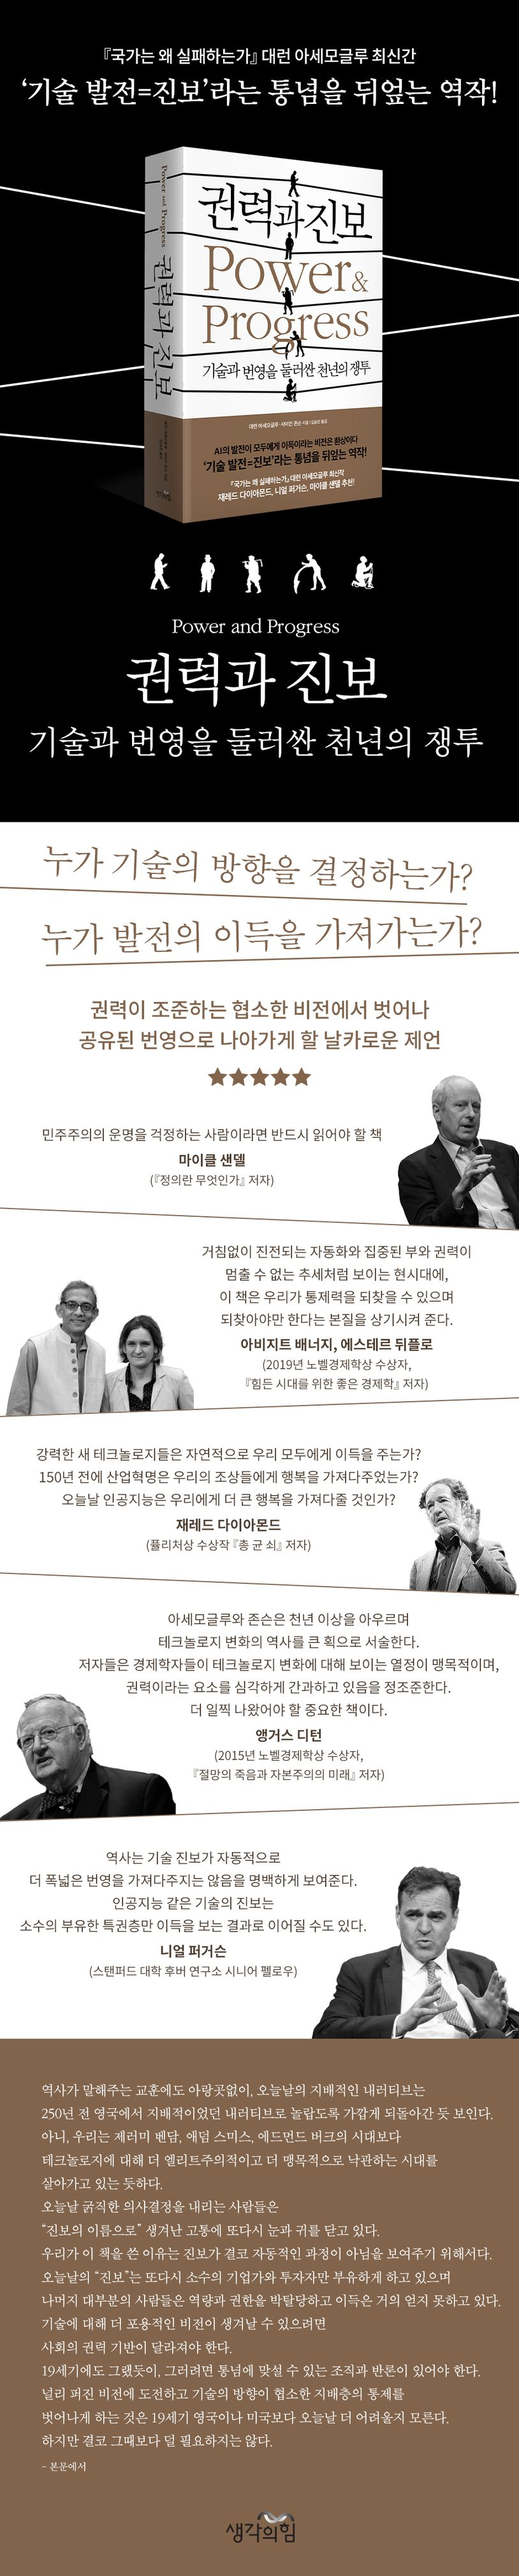 『국가는 왜 실패하는가』 대런 아세모글루 최신간
‘기술 발전=진보’라는 통념을 뒤엎는 역작!
Power and Progress
권력과 진보
권력과 진보
Power &
Progress
기술과 번영을 둘러싼 천년의 쟁투
AI의 발전이 모두에게 이득이라는 비전은 환상이다
‘기술 발전=진보’라는 통념을 뒤엎는 역작!
『국가는 왜 실패하는가』 대런 아세모글루 최신작
재레드 다이아몬드, 니얼 퍼거슨, 마이클 샌델 추천!
Power and Progress
권력과 진보
기술과 번영을 둘러싼 천년의 쟁투
누가 기술의 방향을 결정하는가?
누가 발전의 이득을 가져가는가?
권력이 조준하는 협소한 비전에서 벗어나
공유된 번영으로 나아가게 할 날카로운 제언
★★★★★
민주주의의 운명을 걱정하는 사람이라면 반드시 읽어야 할 책
마이클 샌델
(『정의란 무엇인가』 저자)
거침없이 진전되는 자동화와 집중된 부와 권력이
멈출 수 없는 추세처럼 보이는 현시대에,
이 책은 우리가 통제력을 되찾을 수 있으며
되찾아야만 한다는 본질을 상기시켜 준다.
아비지트 배너지, 에스테르 뒤플로
(2019년 노벨경제학상 수상자,
『힘든 시대를 위한 좋은 경제학』 저자)
강력한 새 테크놀로지들은 자연적으로 우리 모두에게 이득을 주는가?
150년 전에 산업혁명은 우리의 조상들에게 행복을 가져다주었는가?
오늘날 인공지능은 우리에게 더 큰 행복을 가져다줄 것인가?
재레드 다이아몬드
(퓰리처상 수상작 『총 균 쇠』 저자)
아세모글루와 존슨은 천년 이상을 아우르며
테크놀로지 변화의 역사를 큰 획으로 서술한다.
저자들은 경제학자들이 테크놀로지 변화에 대해 보이는 열정이 맹목적이며,
권력이라는 요소를 심각하게 간과하고 있음을 정조준한다.
더 일찍 나왔어야 할 중요한 책이다.
앵거스 디턴
(2015년 노벨경제학상 수상자,
『절망의 죽음과 자본주의의 미래』 저자)
역사는 기술 진보가 자동적으로
더 폭넓은 번영을 가져다주지는 않음을 명백하게 보여준다.
인공지능 같은 기술의 진보는
소수의 부유한 특권층만 이득을 보는 결과로 이어질 수도 있다.
니얼 퍼거슨
(스탠퍼드 대학 후버 연구소 시니어 펠로우)
역사가 말해주는 교훈에도 아랑곳없이, 오늘날의 지배적인 내러티브는
250년 전 영국에서 지배적이었던 내러티브로 놀랍도록 가깝게 되돌아간 듯 보인다.
아니, 우리는 제러미 벤담, 애덤 스미스, 에드먼드 버크의 시대보다
테크놀로지에 대해 더 엘리트주의적이고 더 맹목적으로 낙관하는 시대를
살아가고 있는 듯하다.
오늘날 굵직한 의사결정을 내리는 사람들은
“진보의 이름으로” 생겨난 고통에 또다시 눈과 귀를 닫고 있다.
우리가 이 책을 쓴 이유는 진보가 결코 자동적인 과정이 아님을 보여주기 위해서다.
오늘날의 “진보”는 또다시 소수의 기업가와 투자자만 부유하게 하고 있으며
나머지 대부분의 사람들은 역량과 권한을 박탈당하고 이득은 거의 얻지 못하고 있다.
기술에 대해 더 포용적인 비전이 생겨날 수 있으려면
사회의 권력 기반이 달라져야 한다.
19세기에도 그랬듯이, 그러려면 통념에 맞설 수 있는 조직과 반론이 있어야 한다.
널리 퍼진 비전에 도전하고 기술의 방향이 협소한 지배층의 통제를
벗어나게 하는 것은 19세기 영국이나 미국보다 오늘날 더 어려울지 모른다.
하지만 결코 그때보다 덜 필요하지는 않다.
- 본문에서
생각의힘